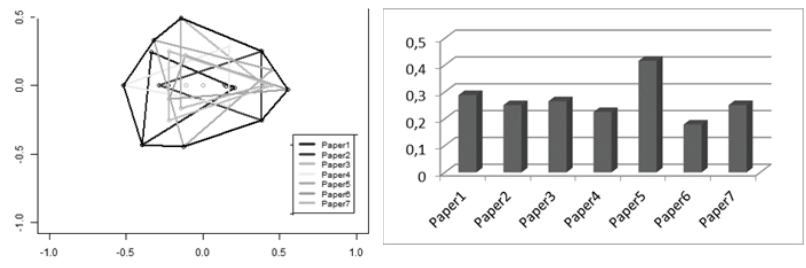 0.5
0.0
-0.5
-1.0
-1.0 -0.5 0.0 0.5 1.0
Paper1
Paper2
Paper3
Paper4
Paper5
Paper6
Paper7
0,5
0,4
0,3
0,2
0,1
0
Paper1 Paper2 Paper3 Paper4 Paper5 Paper6 Paper7